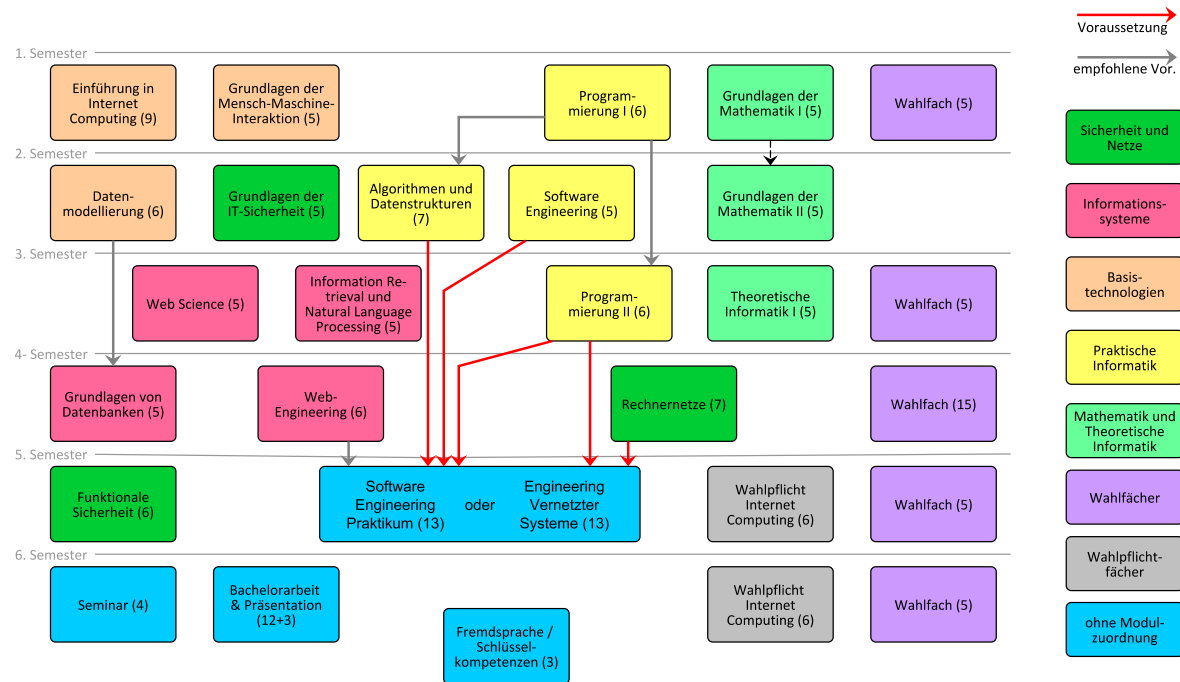 Voraussetzung
empfohlene Vor.
1. Semester
Einführung in
Internet
Computing (9)
Grundlagen der
Mensch-Maschine-
Interaktion (5)
Program-
mierung I (6)
Grundlagen der
Mathematik I (5)
Wahlfach (5)
2. Semester
Daten-
modellierung (6)
Grundlagen der
IT-Sicherheit (5)
Algorithmen und
Datenstrukturen
(7)
Software
Engineering (5)
Grundlagen der
Mathematik II (5)
3. Semester
Web Science (5)
Information Re-
trieval und
Natural Language
Processing (5)
Program-
mierung II (6)
Theoretische
Informatik I (5)
Wahlfach (5)
4- Semester
Grundlagen von
Datenbanken (5)
Web-
Engineering (6)
Rechnernetze (7)
Wahlfach (15)
5. Semester
Funktionale
Sicherheit (6)
Software
Engineering
Praktikum (13)
oder
Engineering
Vernetzter
Systeme (13)
Wahlpflicht
Internet
Computing (6)
Wahlfach (5)
6. Semester
Seminar (4)
Bachelorarbeit
& Präsentation
(12+3)
Fremdsprache /
Schlüssel-
kompetenzen (3)
Wahlpflicht
Internet
Computing (6)
Wahlfach (5)
Sicherheit und
Netze
Informations-
systeme
Basis-
technologien
Praktische
Informatik
Mathematik und
Theoretische
Informatik
Wahlfächer
Wahlpflicht-
fächer
ohne Modul-
zuordnung